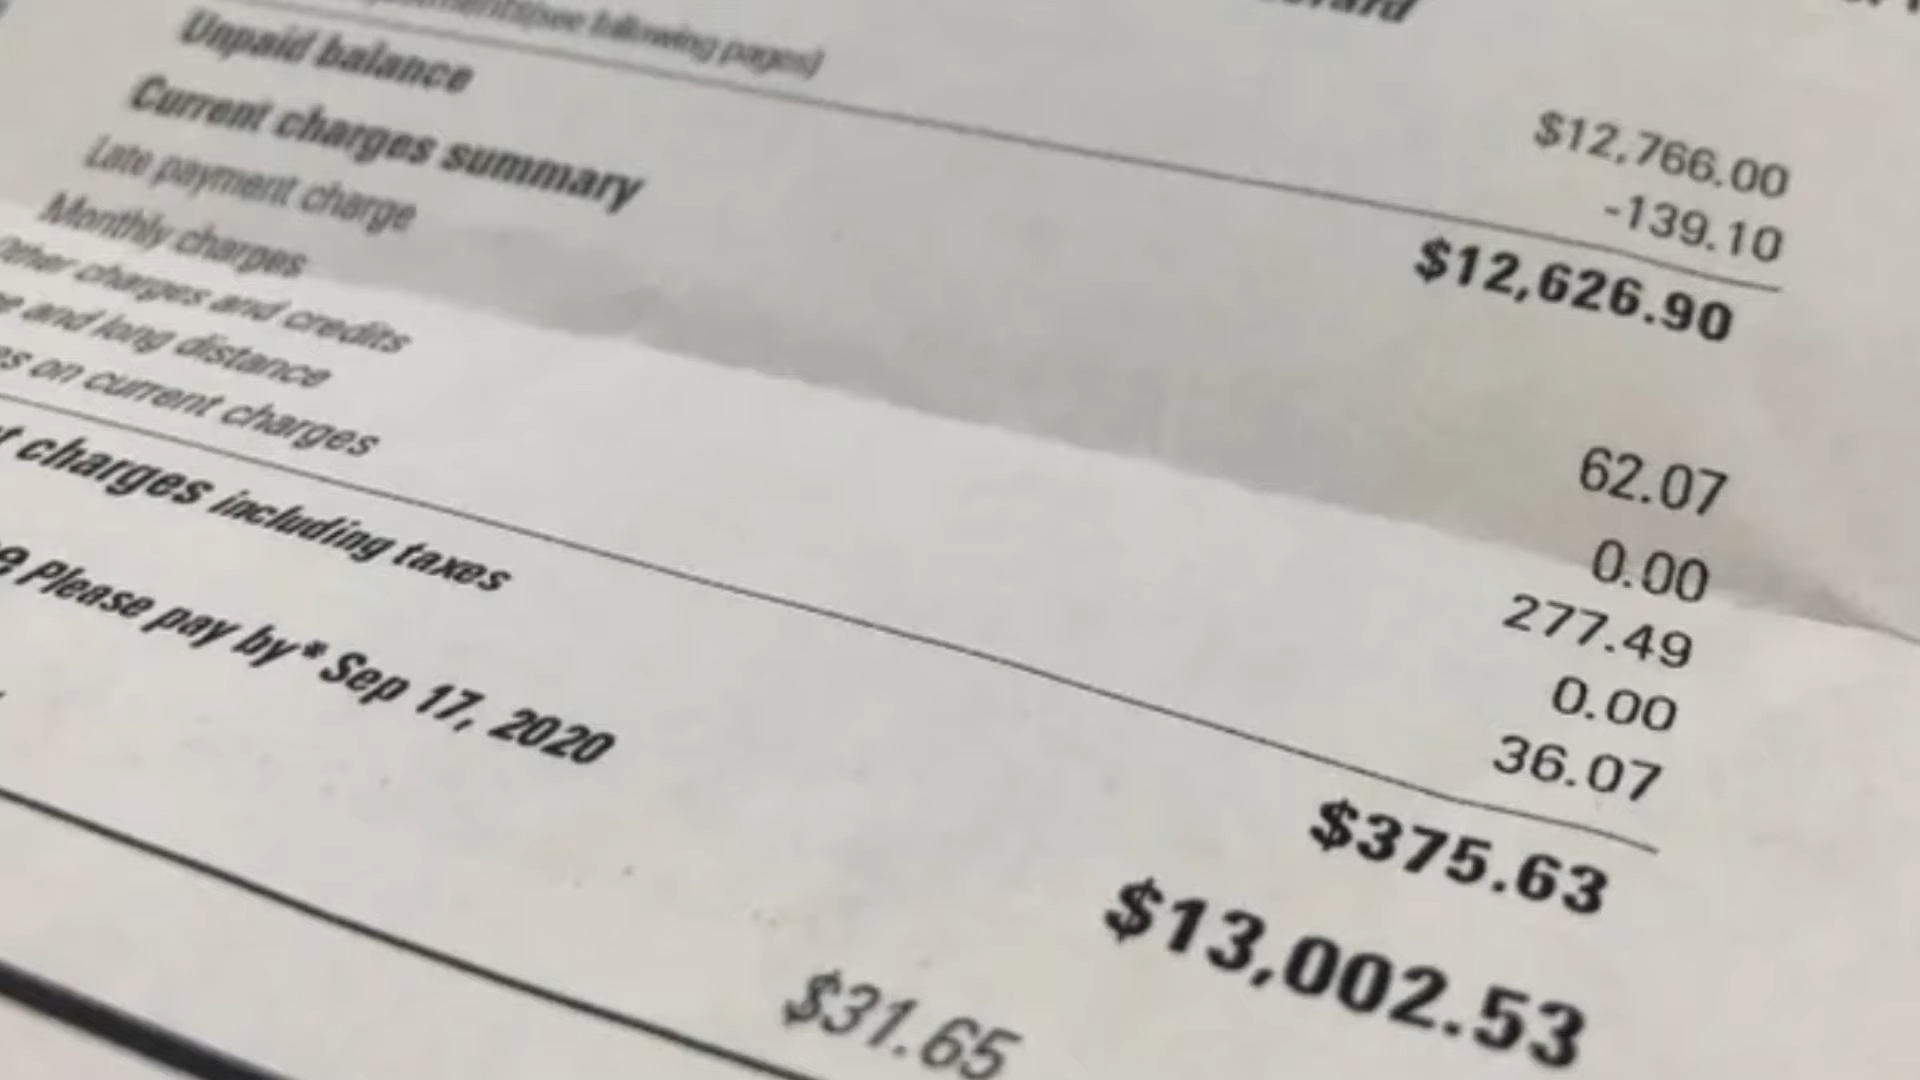 (see following pages)
$12,766.00
-139.10
Unpaid balance $12,626.90
Current charges summary
Late payment charge 62.07
Monthly charges 0.00
Other charges and credits 277.49
and long distance 0.00
on current charges 36.07
charges including taxes $375.63
Please pay by* Sep 17, 2020 $13,002.53
$31.65